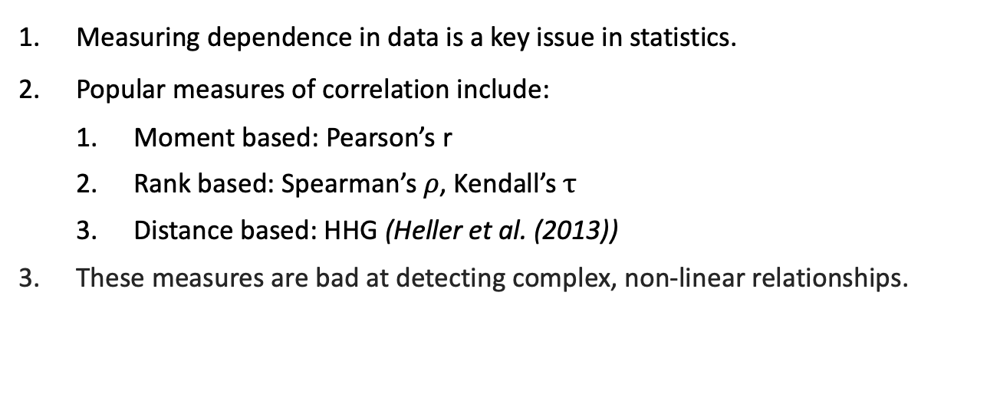 1. Measuring dependence in data is a key issue in statistics.
2. Popular measures of correlation include:
1. Moment based: Pearson’s r
2. Rank based: Spearman’s ρ, Kendall’s τ
3. Distance based: HHG (Heller et al. (2013))
3. These measures are bad at detecting complex, non-linear relationships.